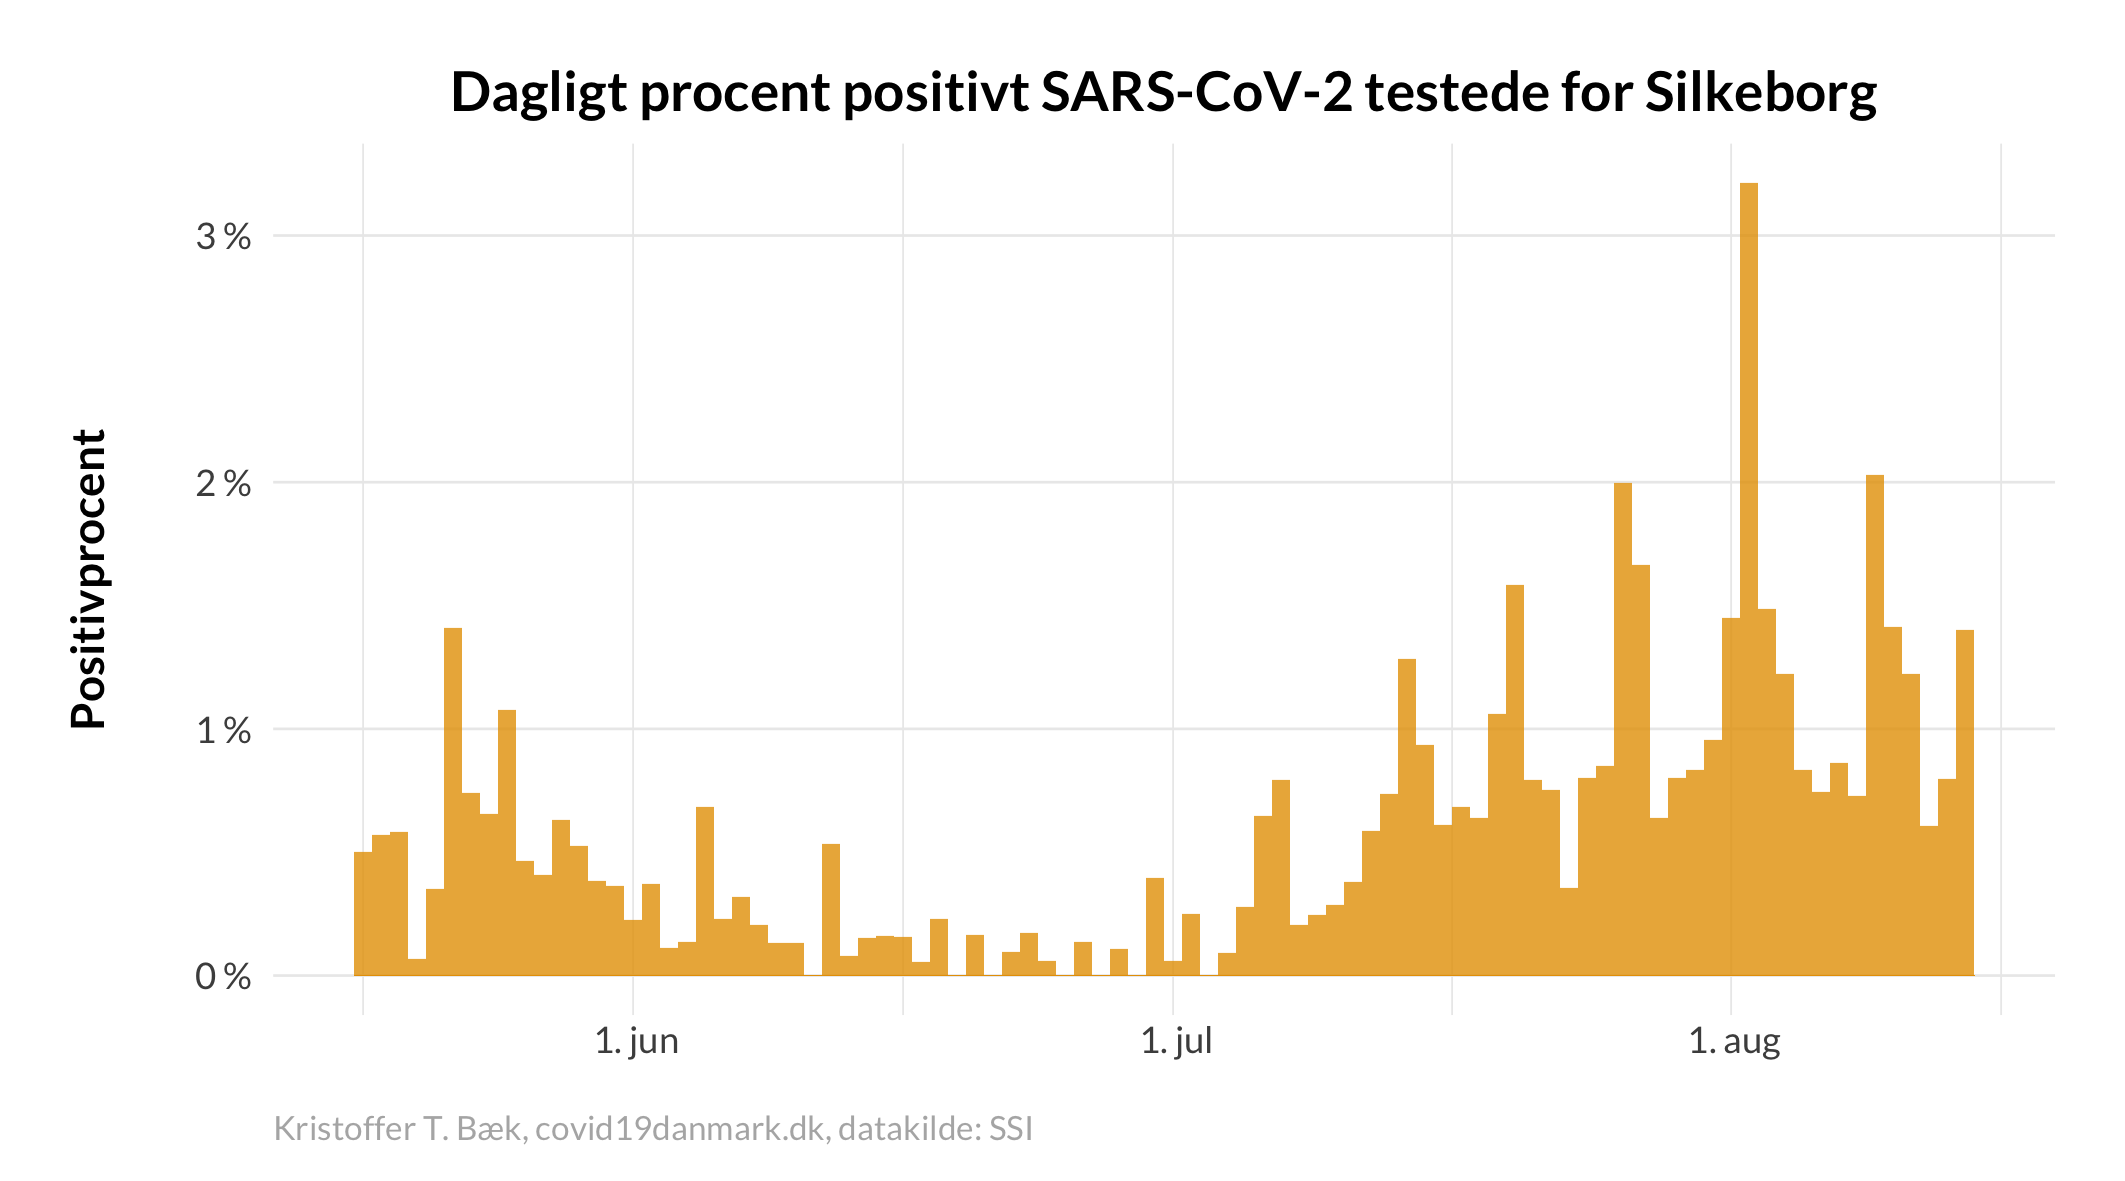 Dagligt procent positivt SARS-CoV-2 testede for Silkeborg
Positivprocent
3 %
2 %
1 %
0 %
1. jun
1. jul
1. aug
Kristoffer T. Bæk, covid19danmark.dk, datakilde: SSI